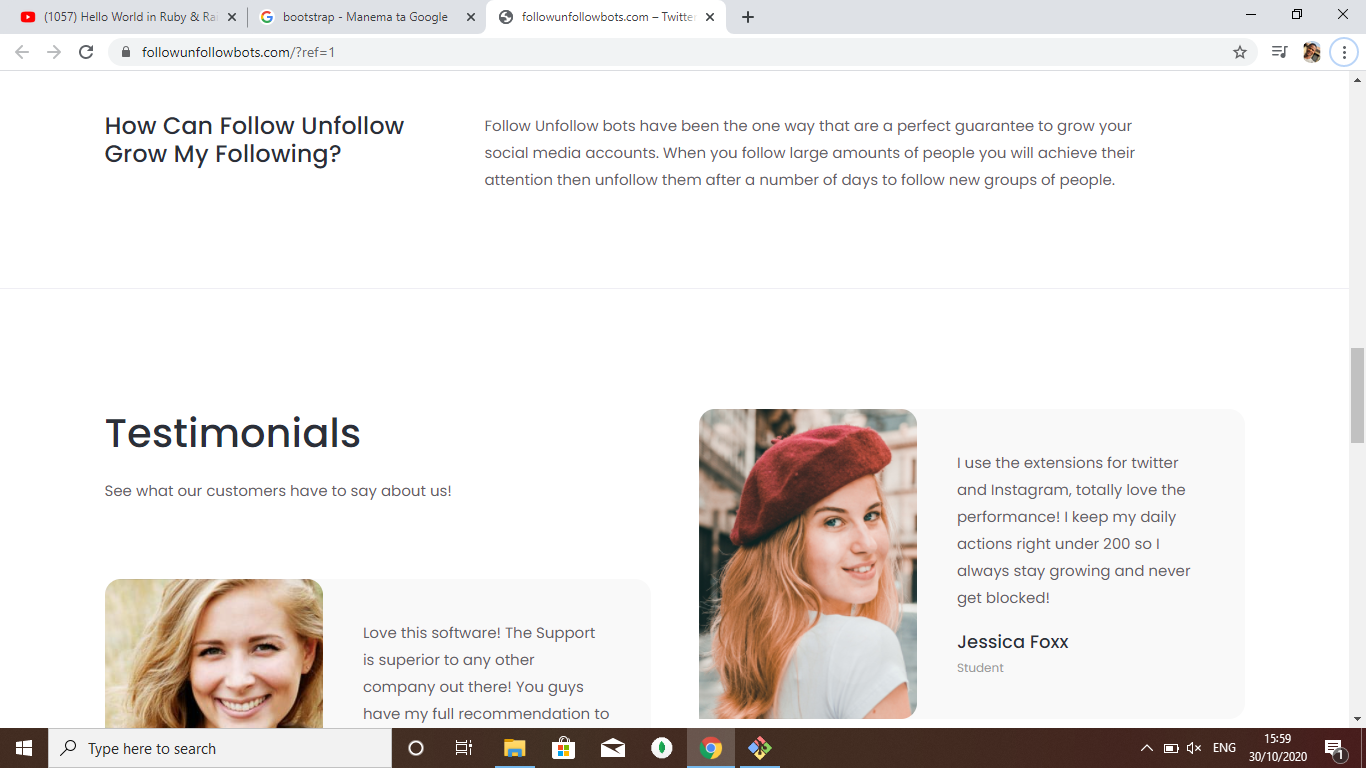 (1057) Hello World in Ruby & Rai
bootstrap - Manema ta Google
followunfollowbots.com – Twitter
followunfollowbots.com/?ref=1
How Can Follow Unfollow
Grow My Following?
Follow Unfollow bots have been the one way that are a perfect guarantee to grow your
social media accounts. When you follow large amounts of people you will achieve their
attention then unfollow them after a number of days to follow new groups of people.
Testimonials
See what our customers have to say about us!
I use the extensions for twitter
and Instagram, totally love the
performance! I keep my daily
actions right under 200 so I
always stay growing and never
get blocked!
Jessica Foxx
Student
Love this software! The Support
is superior to any other
company out there! You guys
have my full recommendation to
Type here to search
ENG
15:59
30/10/2020
1